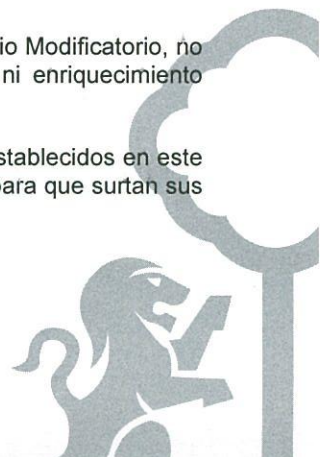 io Modificatorio, no
ni enriquecimiento
stablecidos en este
para que surtan sus